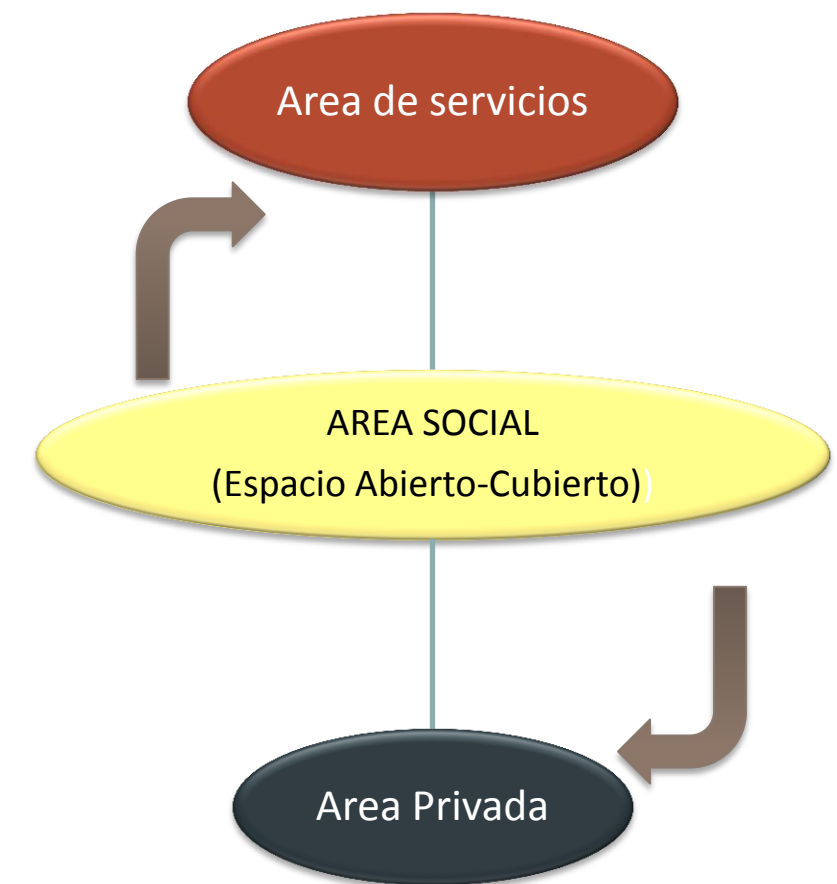 Area de servicios
AREA SOCIAL
(Espacio Abierto-Cubierto))
Area Privada